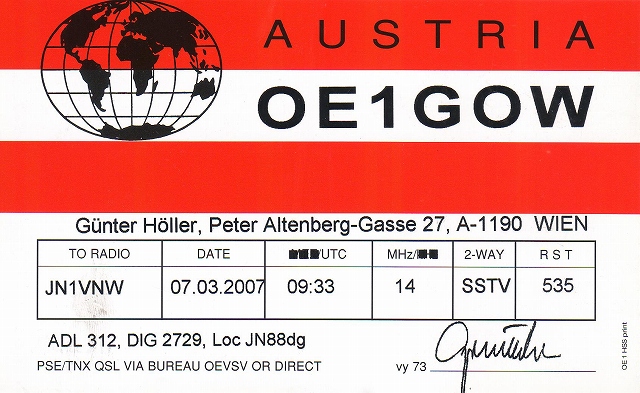 AUSTRIA
OE1GOW
Günter Höller, Peter Altenberg-Gasse 27, A-1190 WIEN
TO RADIO DATE /UTC MHz/ 2-WAY R S T
JN1VNW 07.03.2007 09:33 14 SSTV 535
ADL 312, DIG 2729, Loc JN88dg
PSE/TNX QSL VIA BUREAU OEVSV OR DIRECT vy 73
OE 1 HSS print